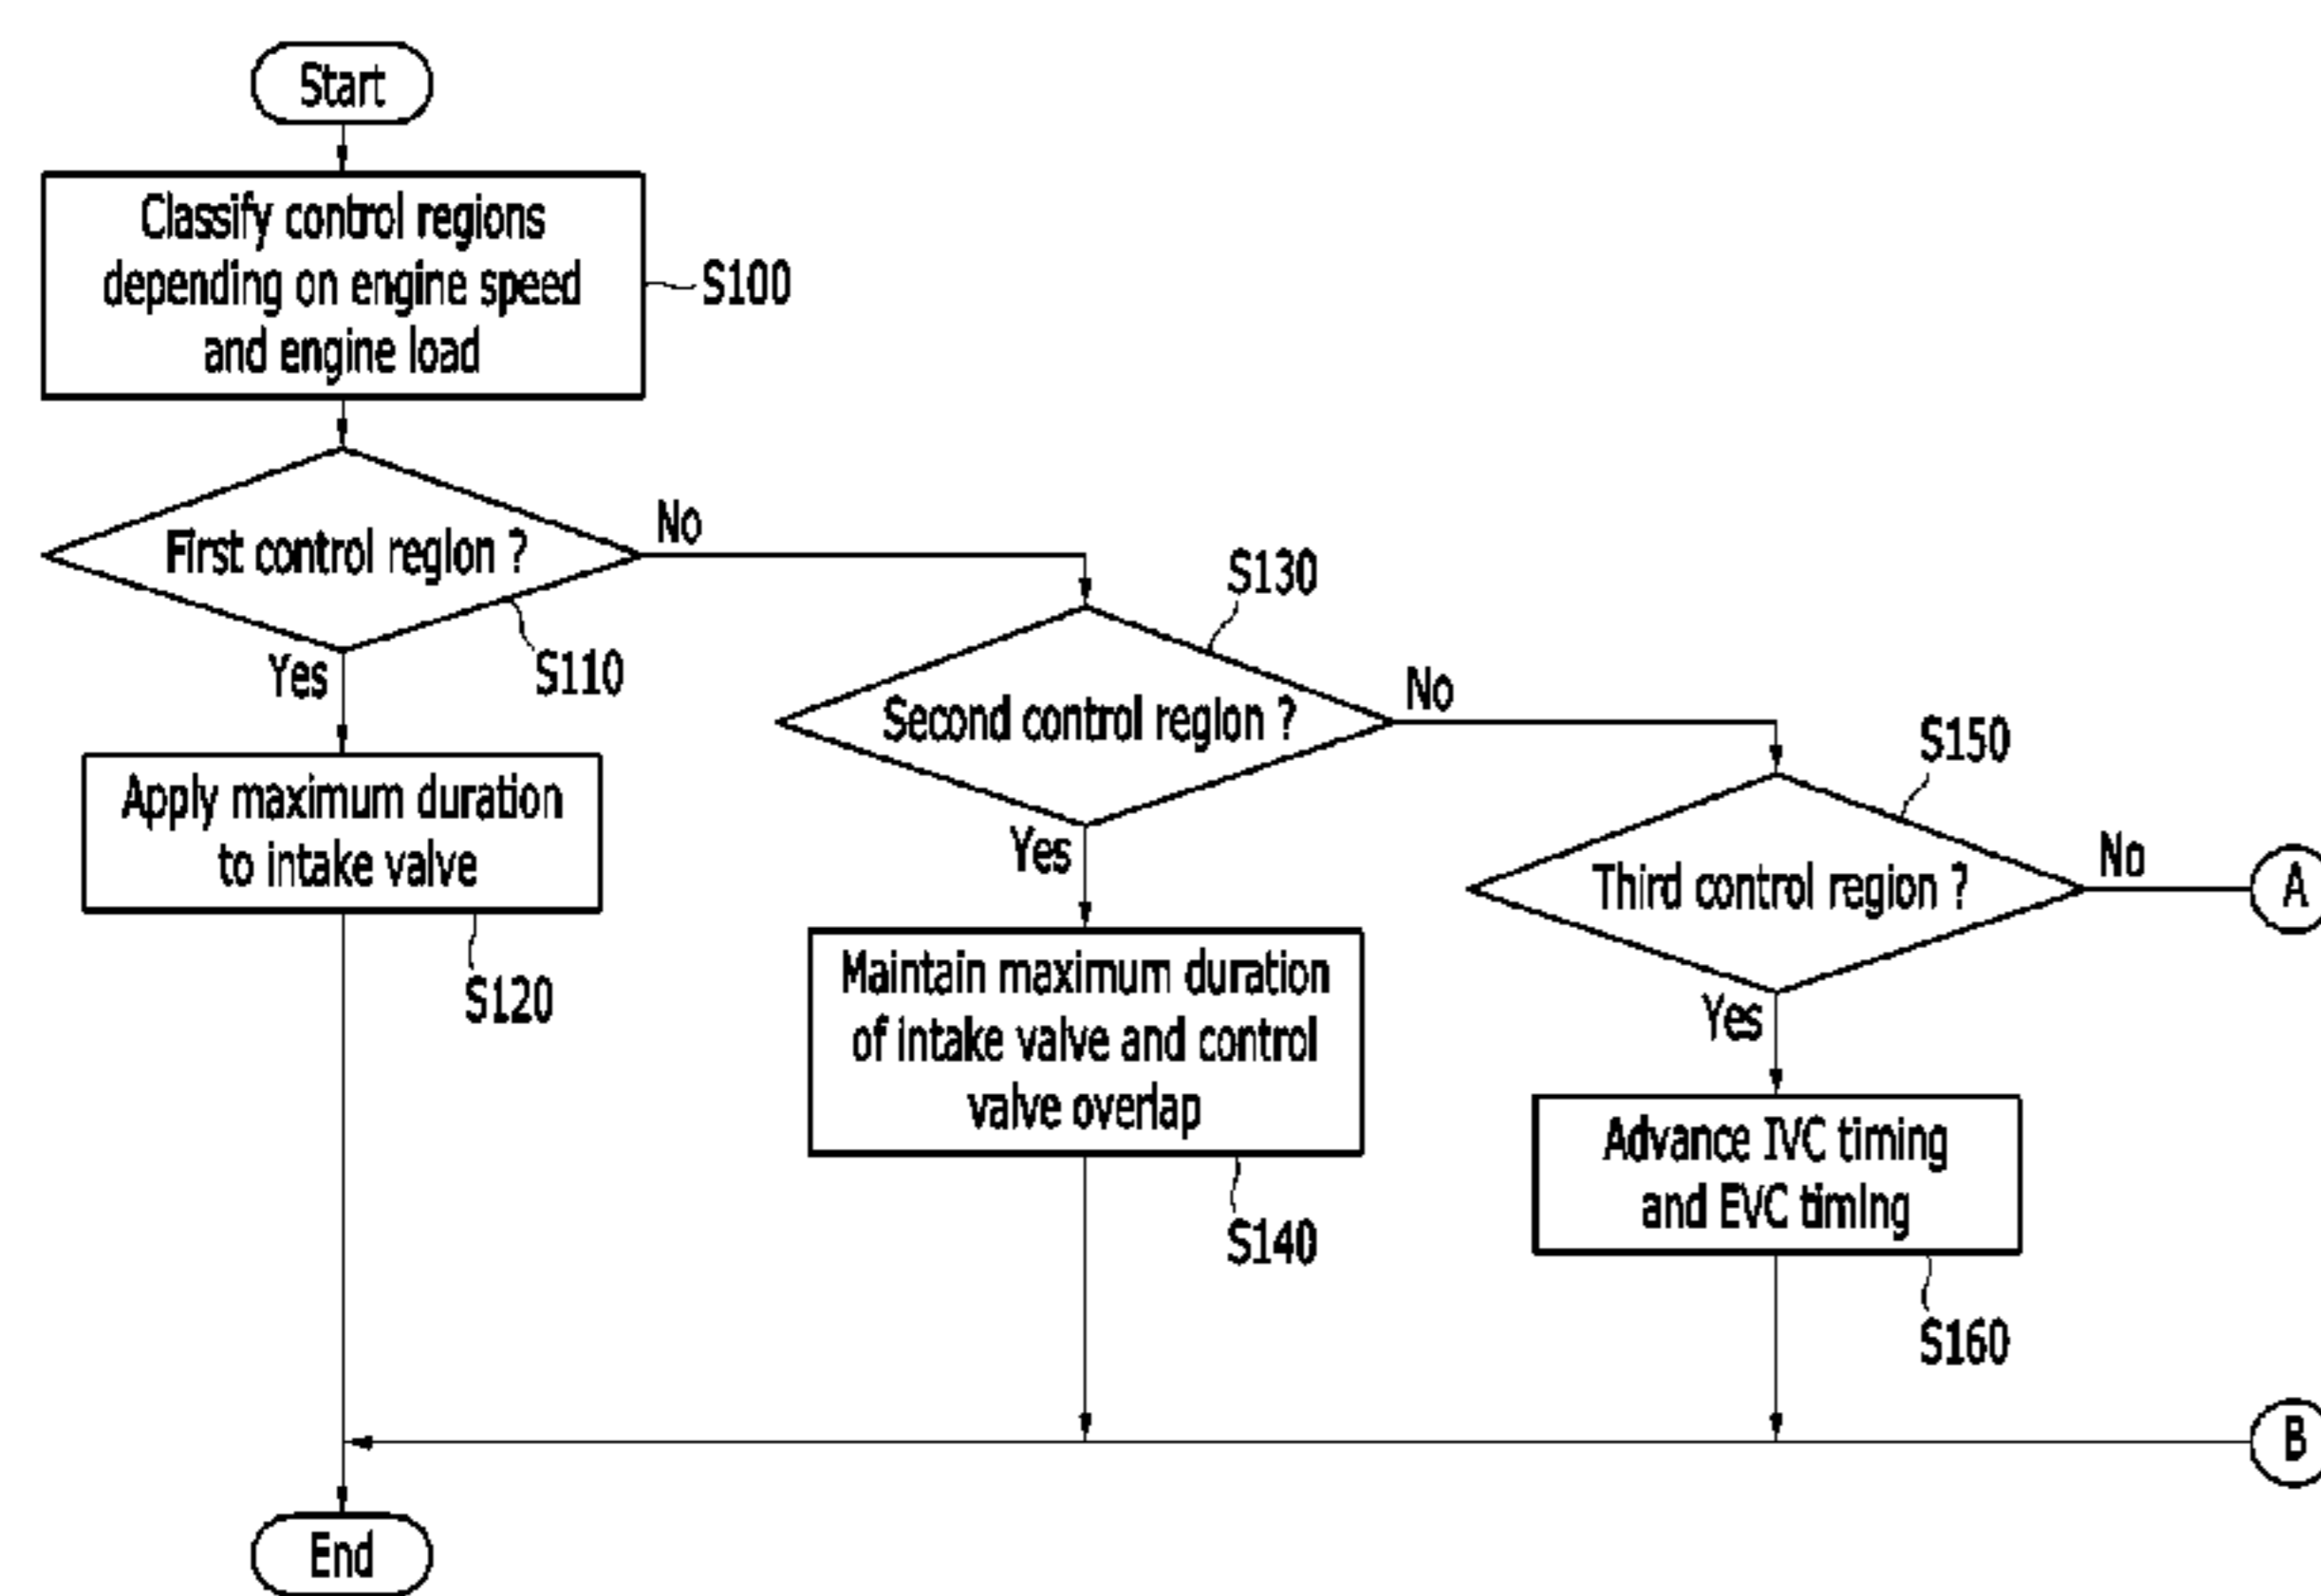 Start
Classify control regions
depending on engine speed
and engine load
S100
First control region ?
No
Yes
S110
Apply maximum duration
to intake valve
S120
S130
Second control region ?
No
Yes
Maintain maximum duration
of intake valve and control
valve overlap
S140
S150
Third control region ?
No
A
Yes
Advance IVC timing
and EVC timing
S160
B
End